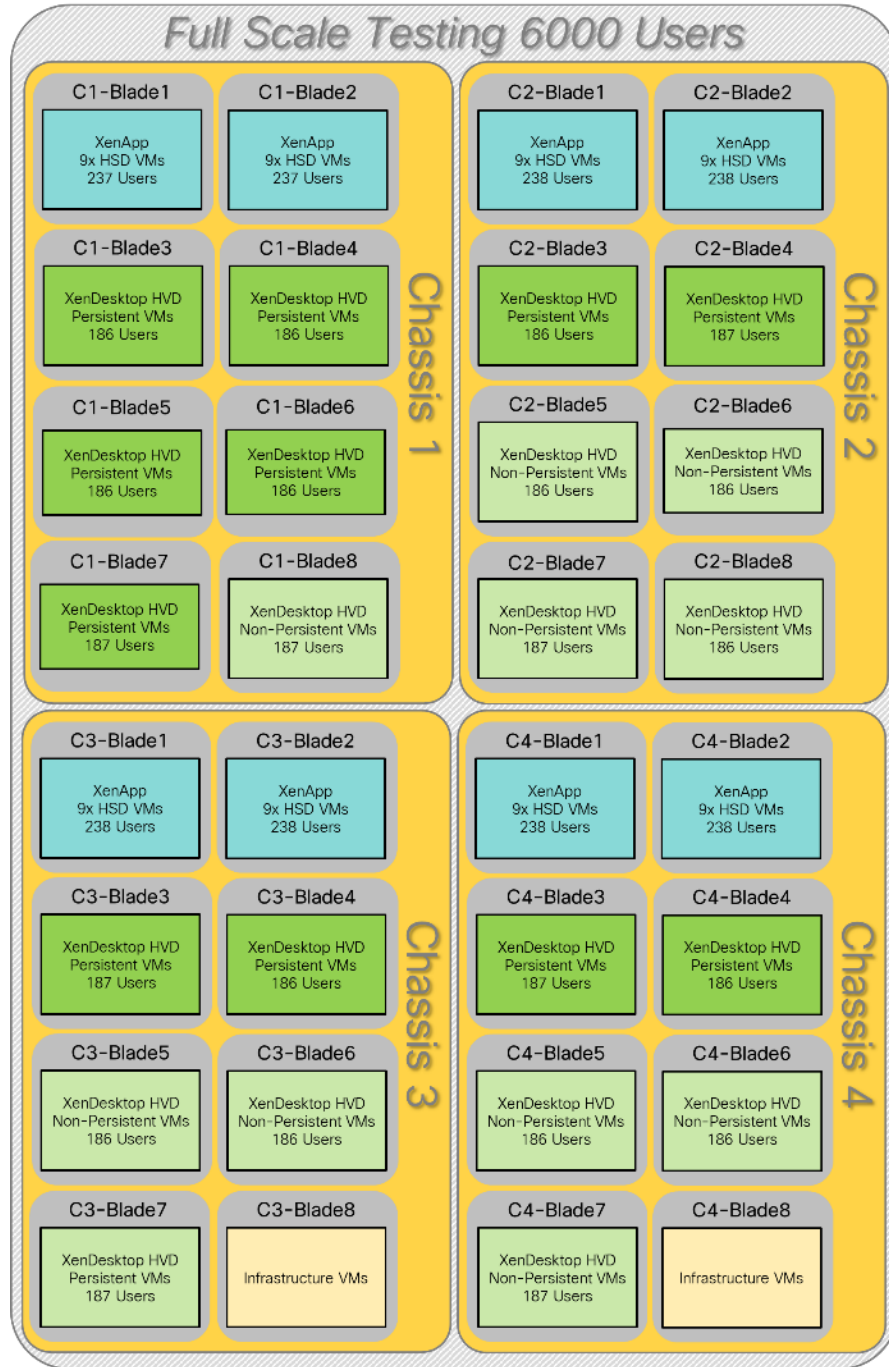 Full Scale Testing 6000 Users
Chassis 1
C1-Blade1
XenApp
9x HSD VMs
237 Users
C1-Blade2
XenApp
9x HSD VMs
237 Users
C1-Blade3
XenDesktop HVD
Persistent VMs
186 Users
C1-Blade4
XenDesktop HVD
Persistent VMs
186 Users
C1-Blade5
XenDesktop HVD
Persistent VMs
186 Users
C1-Blade6
XenDesktop HVD
Persistent VMs
186 Users
C1-Blade7
XenDesktop HVD
Persistent VMs
187 Users
C1-Blade8
XenDesktop HVD
Non-Persistent VMs
187 Users
Chassis 2
C2-Blade1
XenApp
9x HSD VMs
238 Users
C2-Blade2
XenApp
9x HSD VMs
238 Users
C2-Blade3
XenDesktop HVD
Persistent VMs
186 Users
C2-Blade4
XenDesktop HVD
Persistent VMs
187 Users
C2-Blade5
XenDesktop HVD
Non-Persistent VMs
186 Users
C2-Blade6
XenDesktop HVD
Non-Persistent VMs
186 Users
C2-Blade7
XenDesktop HVD
Non-Persistent VMs
187 Users
C2-Blade8
XenDesktop HVD
Non-Persistent VMs
186 Users
Chassis 3
C3-Blade1
XenApp
9x HSD VMs
238 Users
C3-Blade2
XenApp
9x HSD VMs
238 Users
C3-Blade3
XenDesktop HVD
Persistent VMs
187 Users
C3-Blade4
XenDesktop HVD
Persistent VMs
186 Users
C3-Blade5
XenDesktop HVD
Non-Persistent VMs
186 Users
C3-Blade6
XenDesktop HVD
Non-Persistent VMs
186 Users
C3-Blade7
XenDesktop HVD
Persistent VMs
187 Users
C3-Blade8
Infrastructure VMs
Chassis 4
C4-Blade1
XenApp
9x HSD VMs
238 Users
C4-Blade2
XenApp
9x HSD VMs
238 Users
C4-Blade3
XenDesktop HVD
Persistent VMs
187 Users
C4-Blade4
XenDesktop HVD
Persistent VMs
186 Users
C4-Blade5
XenDesktop HVD
Non-Persistent VMs
186 Users
C4-Blade6
XenDesktop HVD
Non-Persistent VMs
186 Users
C4-Blade7
XenDesktop HVD
Non-Persistent VMs
187 Users
C4-Blade8
Infrastructure VMs